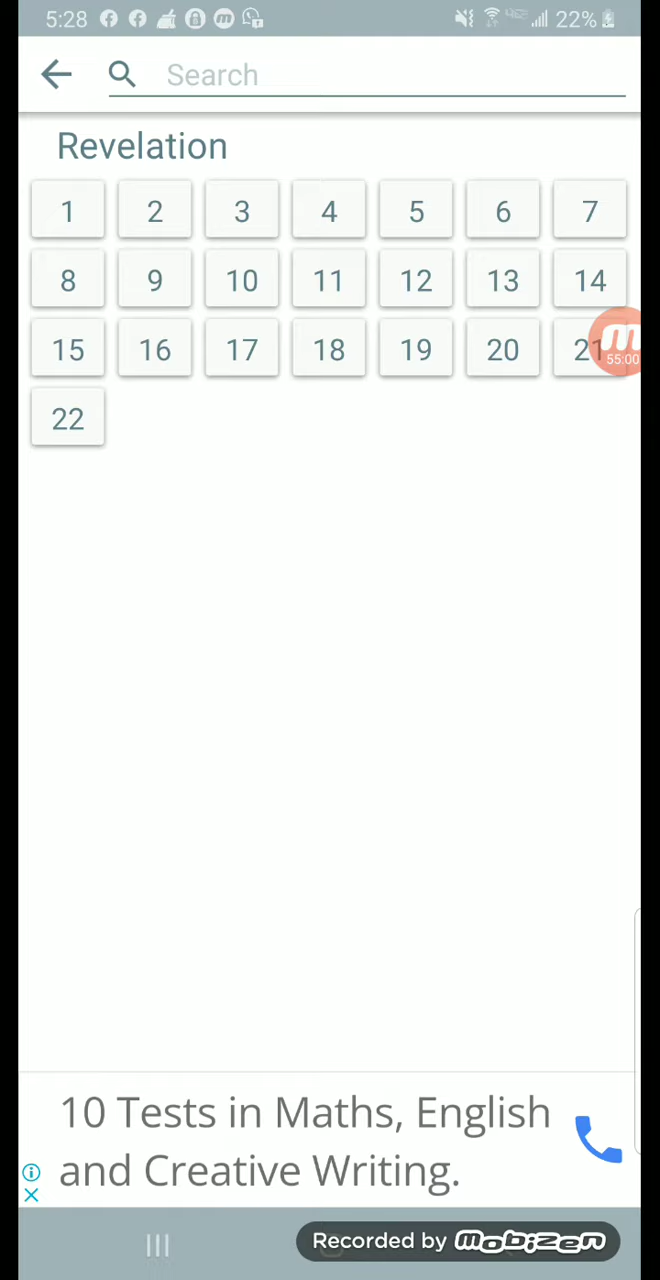 5:28 22%
Search
Revelation
1 2 3 4 5 6 7
8 9 10 11 12 13 14
15 16 17 18 19 20 21
55:00
22
10 Tests in Maths, English
and Creative Writing.
Recorded by mobizen